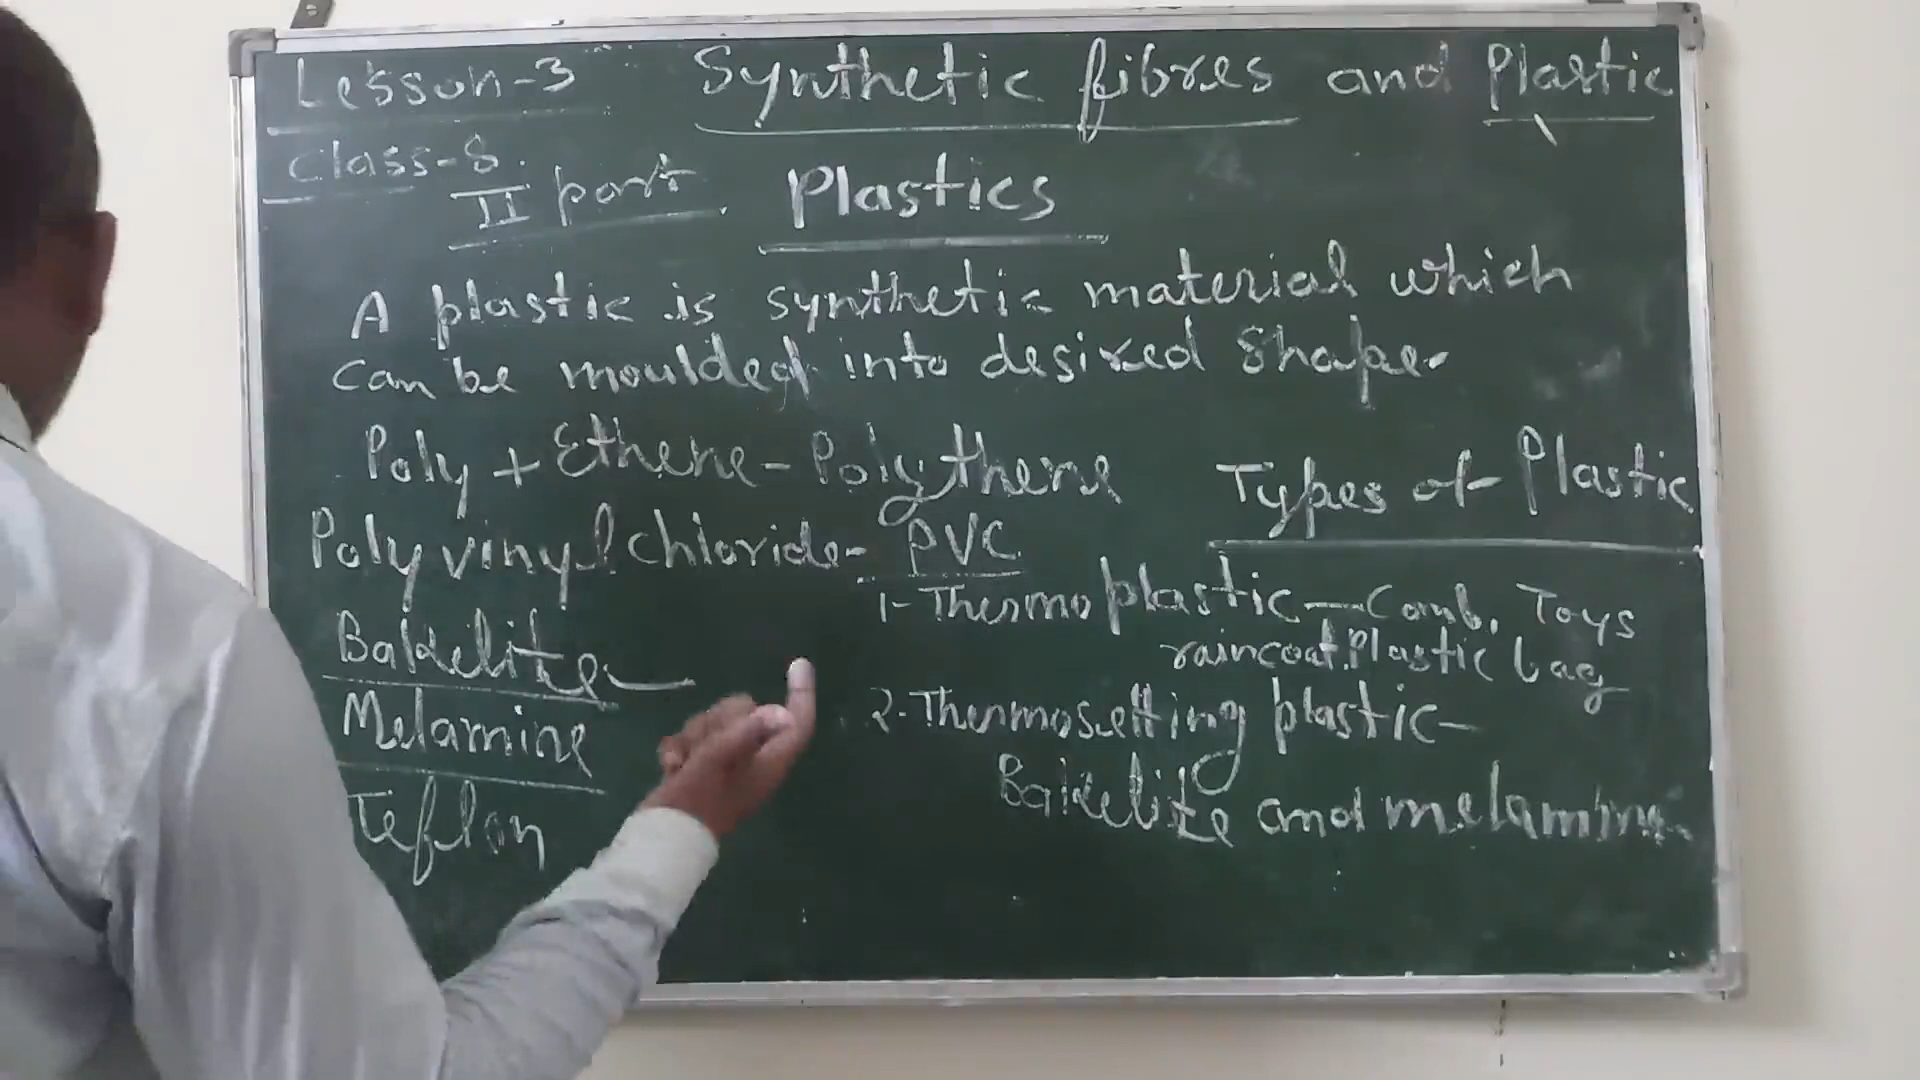 Lesson-3 Synthetic fibres and Plastic
Class-8
II part Plastics
A plastic is synthetic material which
can be moulded into desired shape.
Poly + Ethene - Polythene
Polyvinyl chloride - PVC
Bakelite
Melamine
Teflon
Types of Plastic
1- Thermoplastic - Comb, Toys
raincoat. Plastic bag
2- Thermosetting plastic-
Bakelite and melamine.